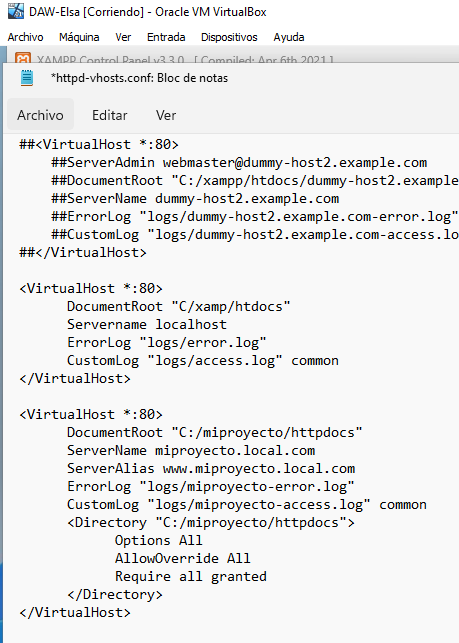 DAW-Elsa [Corriendo] - Oracle VM VirtualBox
Archivo Máquina Ver Entrada Dispositivos Ayuda
XAMPP Control Panel v3.3.0 [ Compiled: Apr 6th 2021 ]
*httpd-vhosts.conf: Bloc de notas
Archivo Editar Ver
##<VirtualHost *:80>
##ServerAdmin webmaster@dummy-host2.example.com
##DocumentRoot "C:/xampp/htdocs/dummy-host2.example
##ServerName dummy-host2.example.com
##ErrorLog "logs/dummy-host2.example.com-error.log"
##CustomLog "logs/dummy-host2.example.com-access.lo
##</VirtualHost>
<VirtualHost *:80>
DocumentRoot "C/xamp/htdocs"
Servername localhost
ErrorLog "logs/error.log"
CustomLog "logs/access.log" common
</VirtualHost>
<VirtualHost *:80>
DocumentRoot "C:/miproyecto/httpdocs"
ServerName miproyecto.local.com
ServerAlias www.miproyecto.local.com
ErrorLog "logs/miproyecto-error.log"
CustomLog "logs/miproyecto-access.log" common
<Directory "C:/miproyecto/httpdocs">
Options All
AllowOverride All
Require all granted
</Directory>
</VirtualHost>